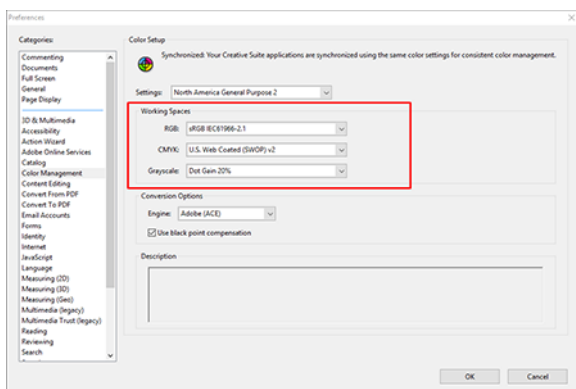 Preferences
Categories:
Commenting
Documents
Full Screen
General
Page Display
3D & Multimedia
Accessibility
Action Wizard
Adobe Online Services
Catalog
Color Management
Content Editing
Convert From PDF
Convert To PDF
Email Accounts
Forms
Identity
Internet
JavaScript
Language
Measuring (2D)
Measuring (3D)
Measuring (Geo)
Multimedia (legacy)
Multimedia Trust (legacy)
Reading
Reviewing
Search
Color Setup
Synchronized: Your Creative Suite applications are synchronized using the same color settings for consistent color management.
Settings: North America General Purpose 2
Working Spaces
RGB: sRGB IEC61966-2.1
CMYK: U.S. Web Coated (SWOP) v2
Grayscale: Dot Gain 20%
Conversion Options
Engine: Adobe (ACE)
Use black point compensation
Description
OK Cancel